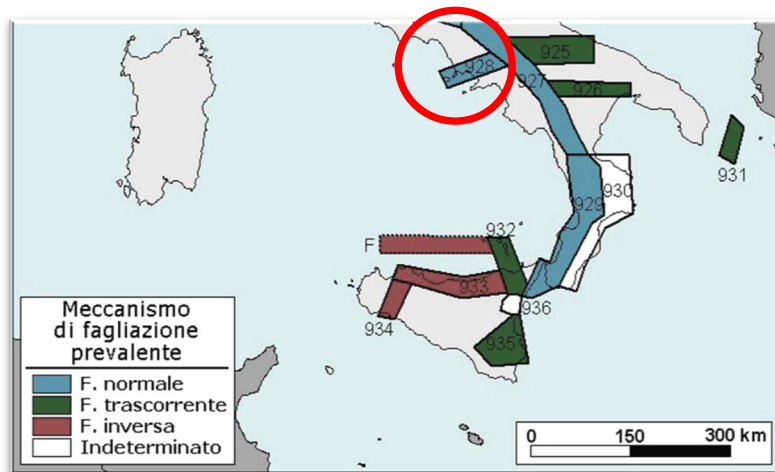 925
928
927
926
931
930
929
932
F
933
936
934
935
Meccanismo
di fagliazione
prevalente
F. normale
F. trascorrente
F. inversa
Indeterminato
0 150 300 km